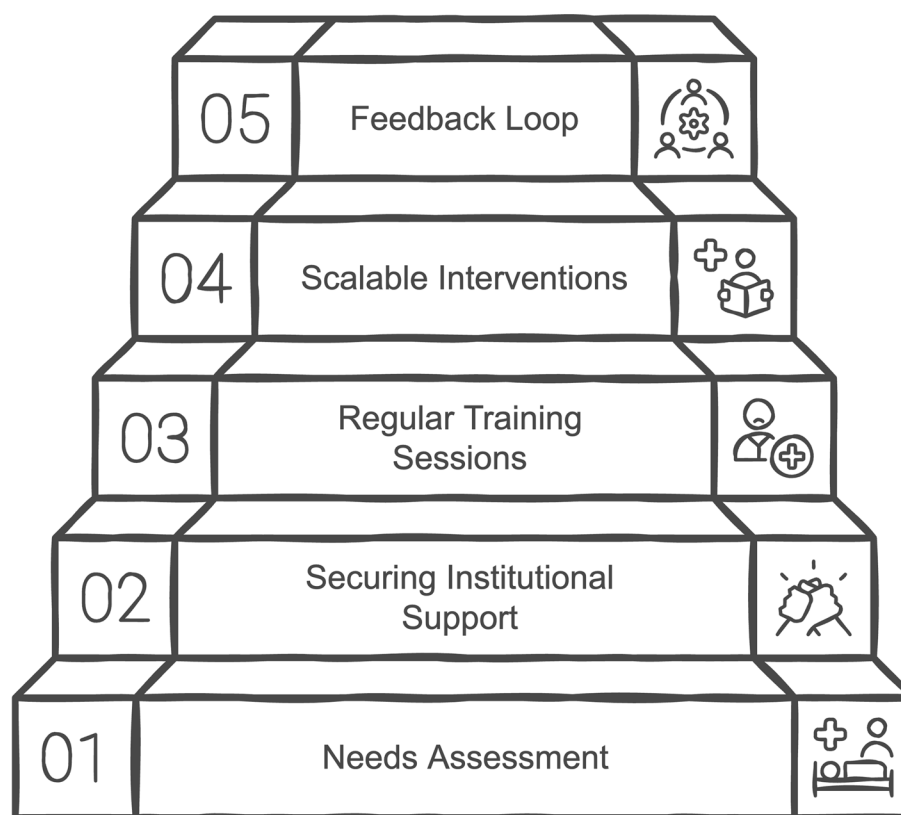 05
Feedback Loop
04
Scalable Interventions
03
Regular Training
Sessions
02
Securing Institutional
Support
01
Needs Assessment